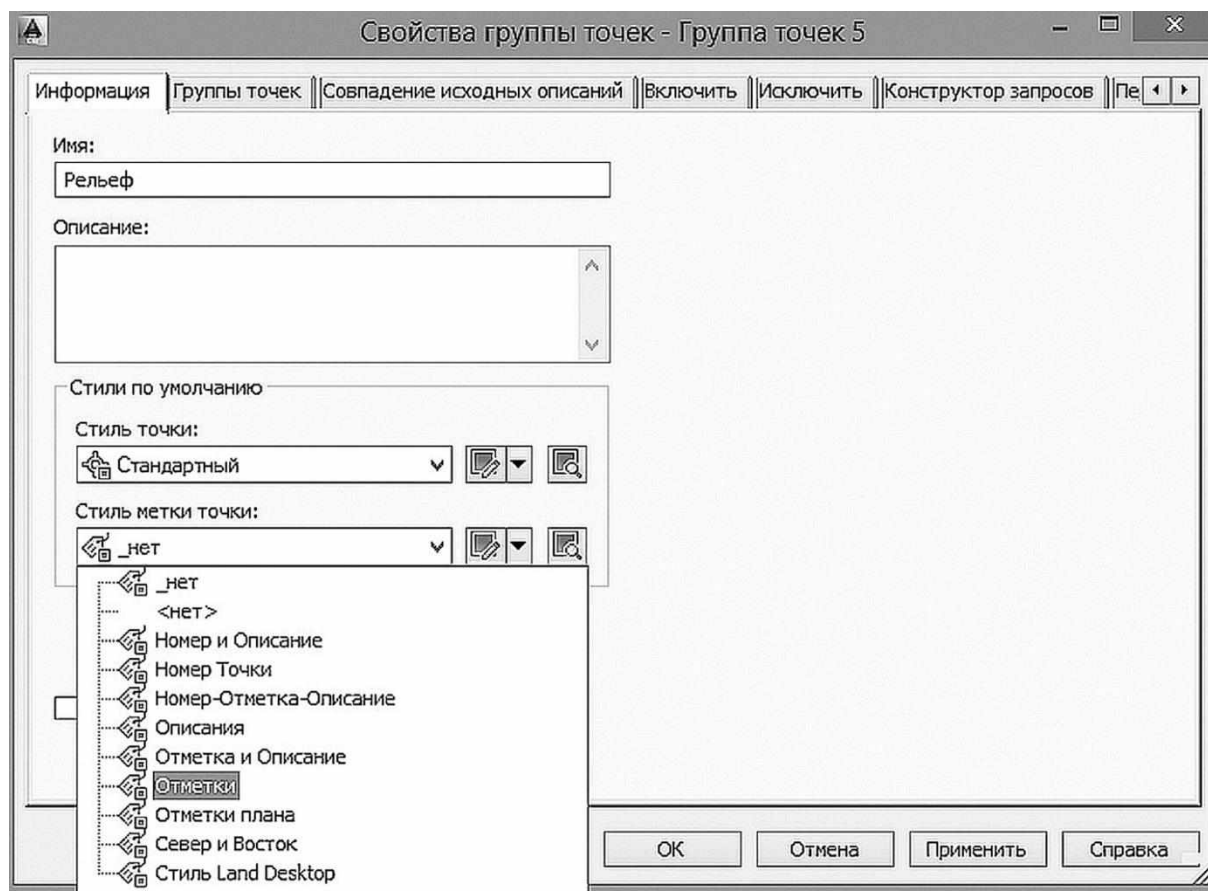 Свойства группы точек - Группа точек 5
Информация Группы точек Совпадение исходных описаний Включить Исключить Конструктор запросов Пе
Имя:
Рельеф
Описание:
Стили по умолчанию
Стиль точки:
Стандартный
Стиль метки точки:
_нет
_нет
<нет>
Номер и Описание
Номер Точки
Номер-Отметка-Описание
Описания
Отметка и Описание
Отметки
Отметки плана
Север и Восток
Стиль Land Desktop
ОК Отмена Применить Справка